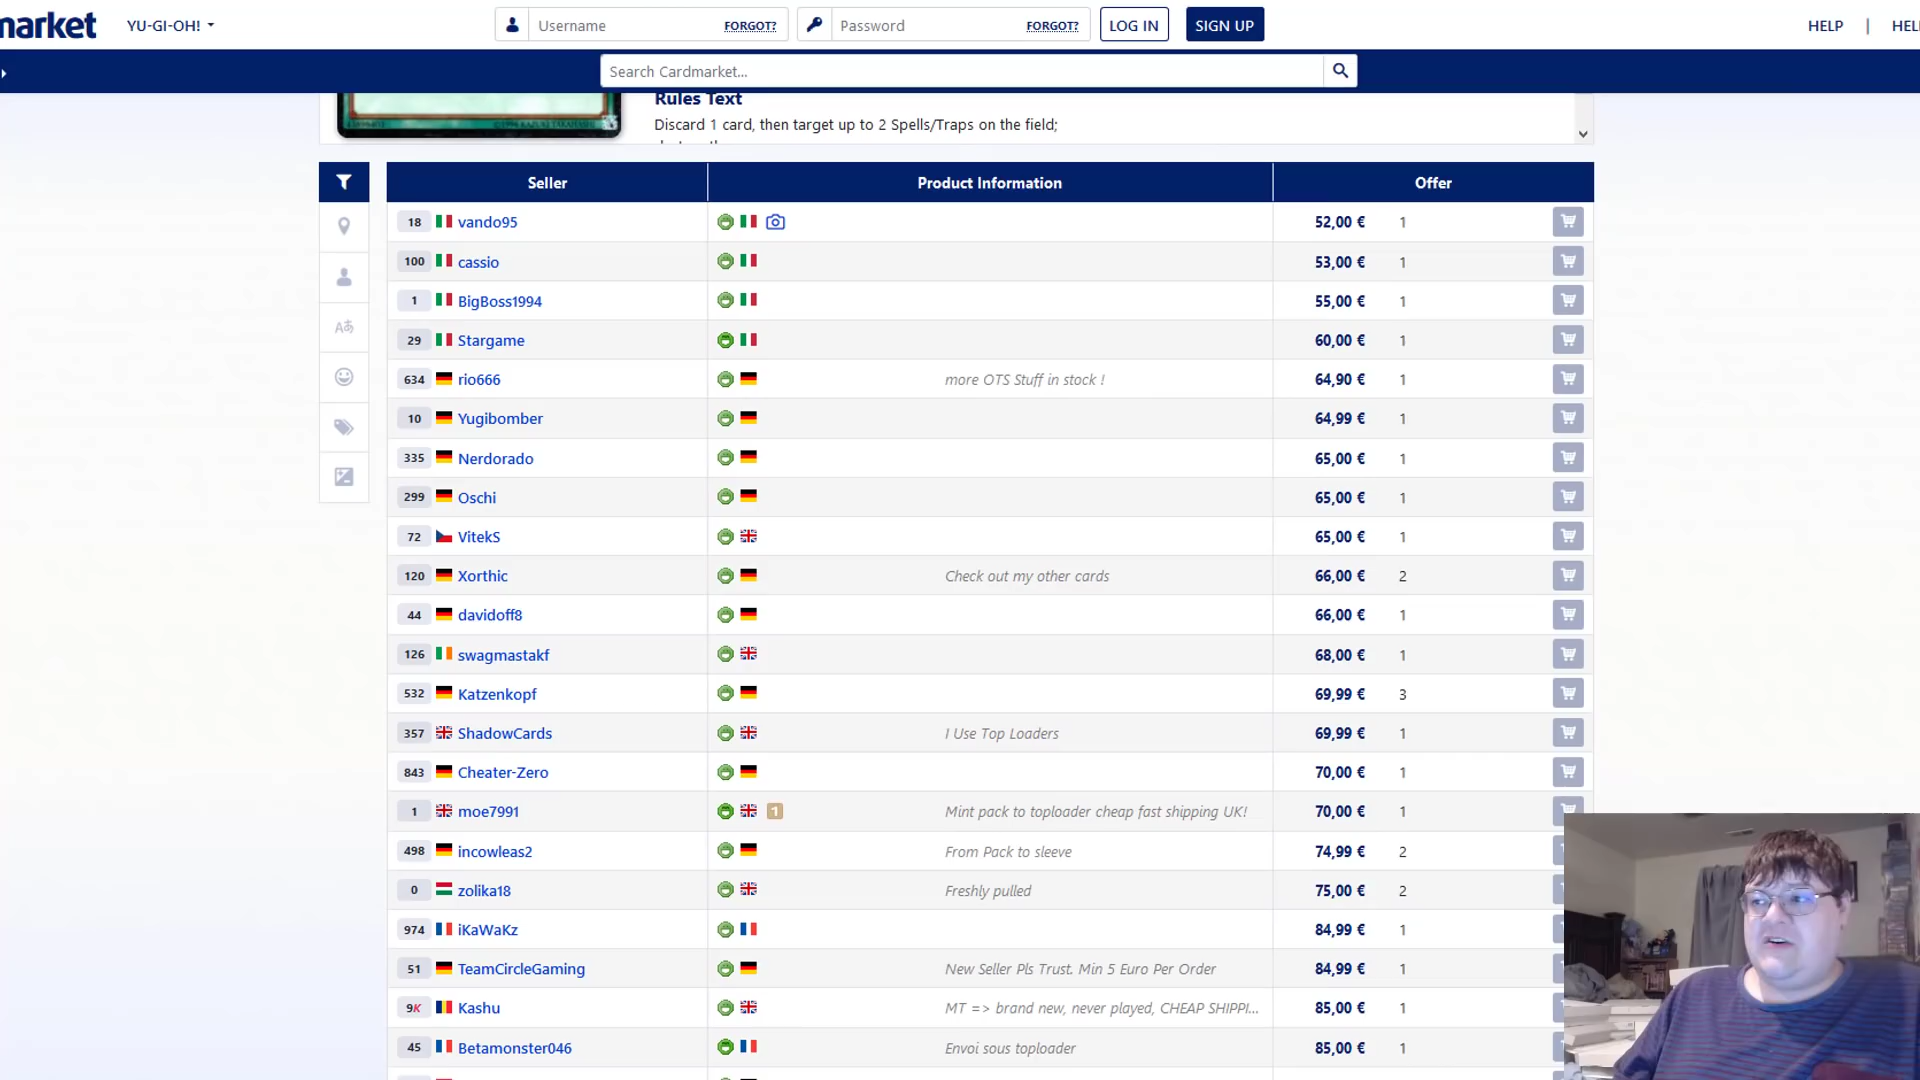 market YU-GI-OH! Username FORGOT? Password FORGOT? LOG IN SIGN UP HELP | HEL
Search Cardmarket...
Rules Text
Discard 1 card, then target up to 2 Spells/Traps on the field;
Seller Product Information Offer
18 vando95 52,00 € 1
100 cassio 53,00 € 1
1 BigBoss1994 55,00 € 1
29 Stargame 60,00 € 1
634 rio666 more OTS Stuff in stock ! 64,90 € 1
10 Yugibomber 64,99 € 1
335 Nerdorado 65,00 € 1
299 Oschi 65,00 € 1
72 VitekS 65,00 € 1
120 Xorthic Check out my other cards 66,00 € 2
44 davidoff8 66,00 € 1
126 swagmastakf 68,00 € 1
532 Katzenkopf 69,99 € 3
357 ShadowCards I Use Top Loaders 69,99 € 1
843 Cheater-Zero 70,00 € 1
1 moe7991 1 Mint pack to toploader cheap fast shipping UK! 70,00 € 1
498 incowleas2 From Pack to sleeve 74,99 € 2
0 zolika18 Freshly pulled 75,00 € 2
974 iKaWaKz 84,99 € 1
51 TeamCircleGaming New Seller Pls Trust. Min 5 Euro Per Order 84,99 € 1
9K Kashu MT => brand new, never played, CHEAP SHIPPI... 85,00 € 1
45 Betamonster046 Envoi sous toploader 85,00 € 1